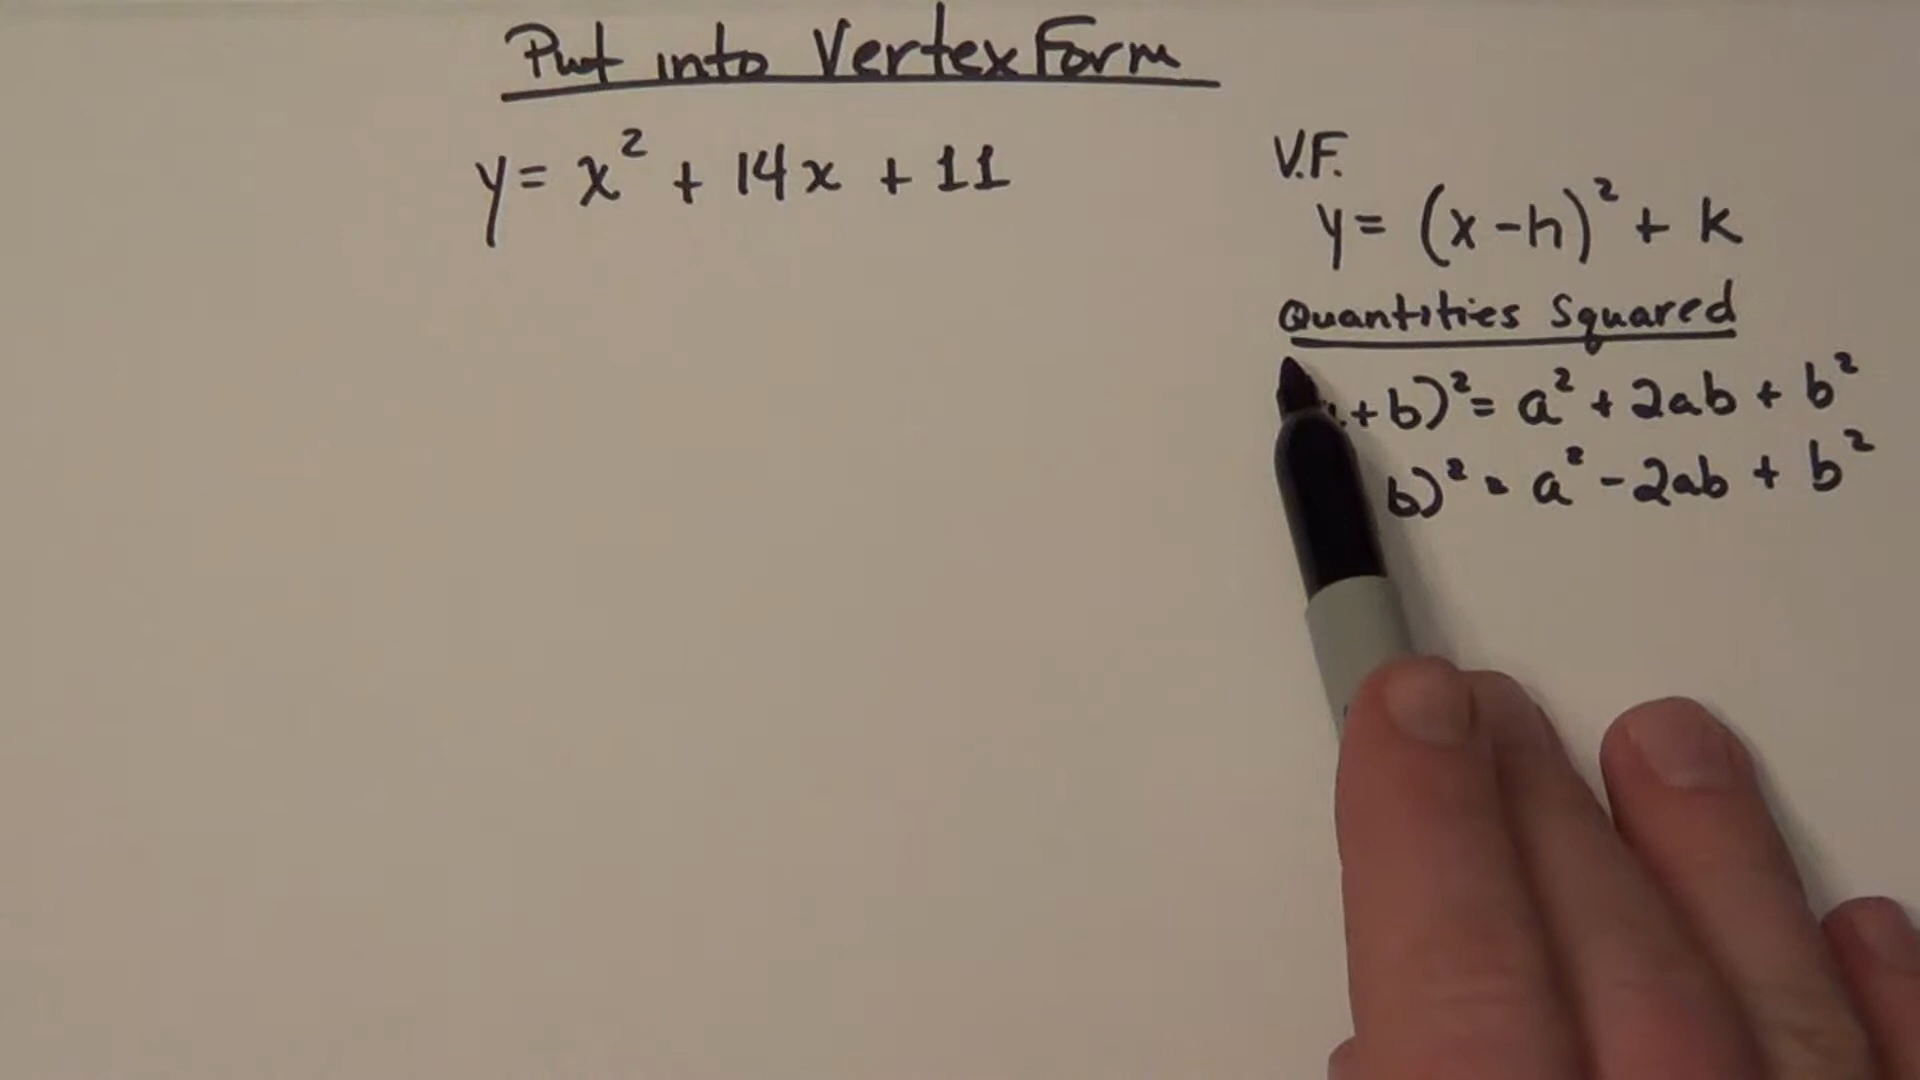 Put into Vertex Form
y = x² + 14x + 11
V.F.
y = (x - h)² + k
Quantities Squared
+ b)² = a² + 2ab + b²
b)² = a² - 2ab + b²